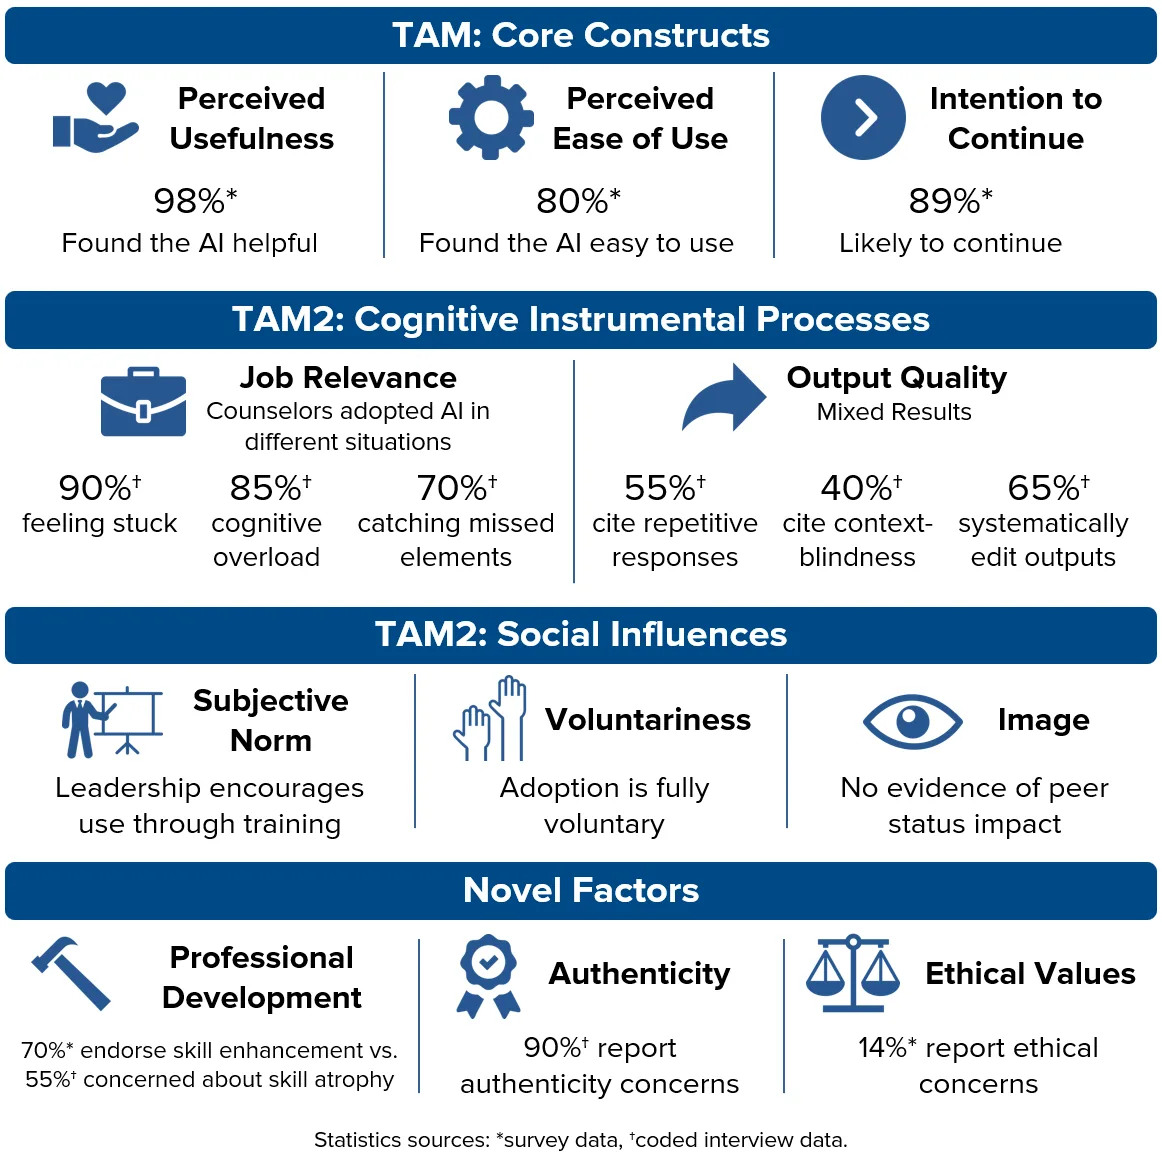 TAM: Core Constructs
Perceived
Usefulness
98%*
Found the AI helpful
Perceived
Ease of Use
80%*
Found the AI easy to use
Intention to
Continue
89%*
Likely to continue
TAM2: Cognitive Instrumental Processes
Job Relevance
Counselors adopted AI in
different situations
90%†
feeling stuck
85%†
cognitive
overload
70%†
catching missed
elements
Output Quality
Mixed Results
55%†
cite repetitive
responses
40%†
cite context-
blindness
65%†
systematically
edit outputs
TAM2: Social Influences
Subjective
Norm
Leadership encourages
use through training
Voluntariness
Adoption is fully
voluntary
Image
No evidence of peer
status impact
Novel Factors
Professional
Development
70%* endorse skill enhancement vs.
55%† concerned about skill atrophy
Authenticity
90%† report
authenticity concerns
Ethical Values
14%* report ethical
concerns
Statistics sources: *survey data, †coded interview data.